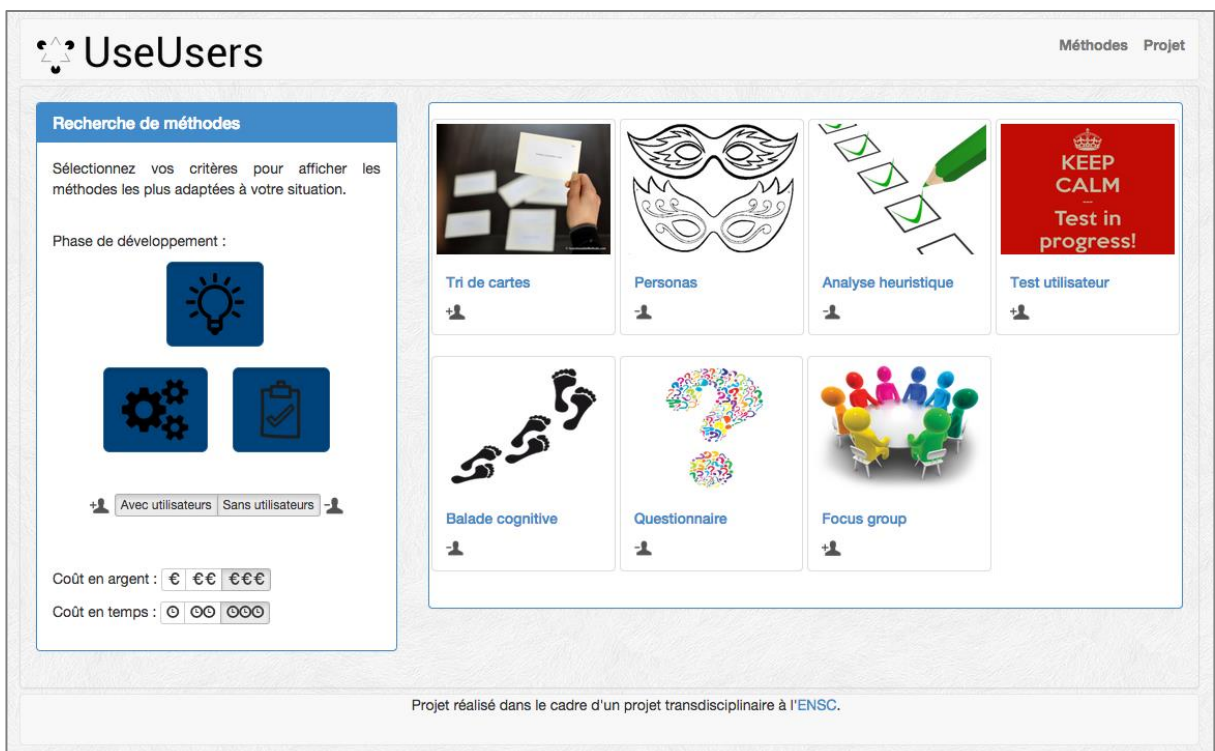 UseUsers
Méthodes Projet
Recherche de méthodes
Sélectionnez vos critères pour afficher les
méthodes les plus adaptées à votre situation.
Phase de développement :
Avec utilisateurs Sans utilisateurs
Coût en argent : € €€ €€€
Coût en temps :
Tri de cartes
Personas
Analyse heuristique
KEEP
CALM
Test in
progress!
Test utilisateur
Balade cognitive
Questionnaire
Focus group
Projet réalisé dans le cadre d'un projet transdisciplinaire à l'ENSC.